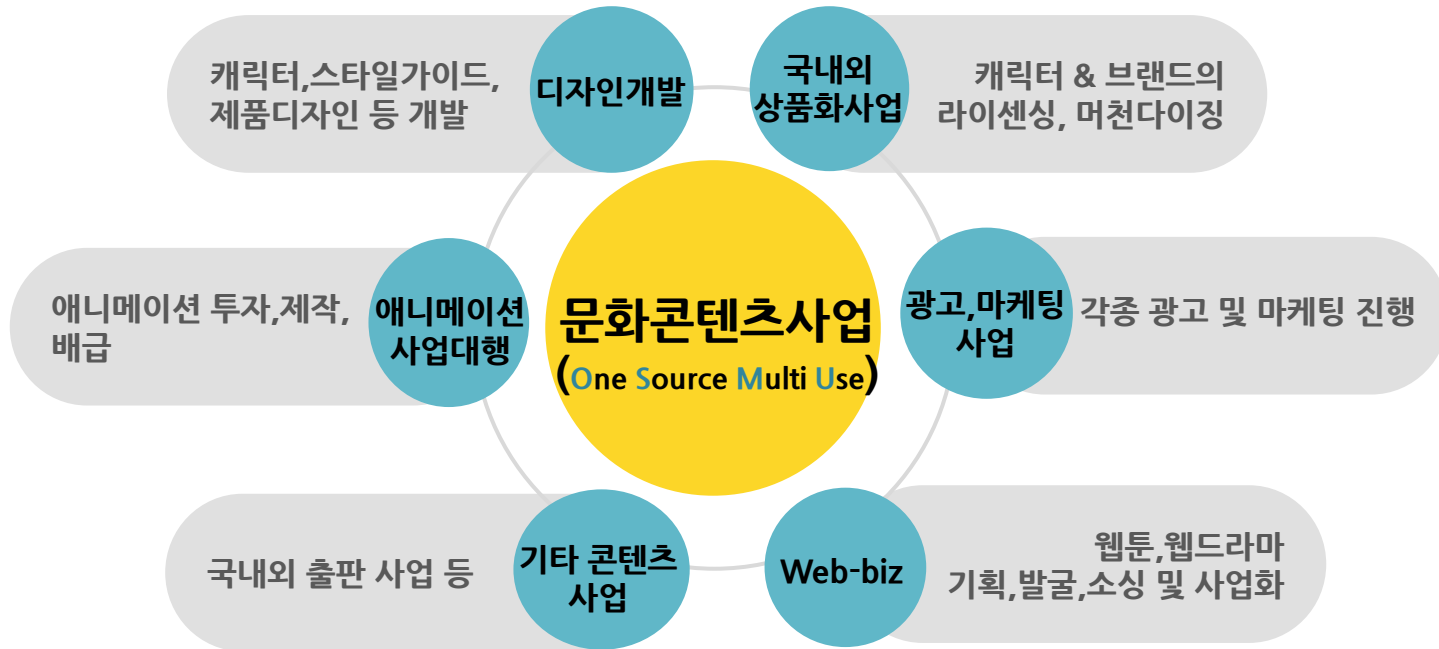 캐릭터,스타일가이드,
제품디자인 등 개발
디자인개발
국내외
상품화사업
캐릭터 & 브랜드의
라이센싱, 머천다이징
애니메이션 투자,제작,
배급
애니메이션
사업대행
문화콘텐츠사업
(One Source Multi Use)
광고,마케팅
사업
각종 광고 및 마케팅 진행
국내외 출판 사업 등
기타 콘텐츠
사업
Web-biz
웹툰,웹드라마
기획,발굴,소싱 및 사업화